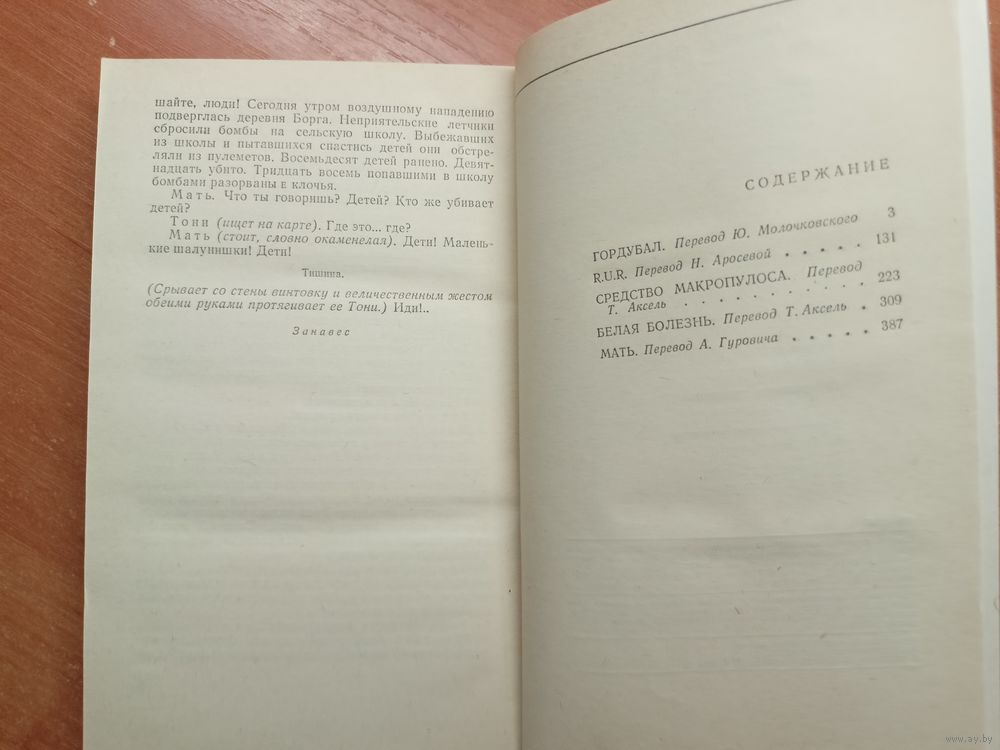 шайте, люди! Сегодня утром воздушному нападению
подверглась деревня Борга. Неприятельские летчики
сбросили бомбы на сельскую школу. Выбежавших
из школы и пытавшихся спастись детей они обстре-
ляли из пулеметов. Восемьдесят детей ранено. Девят-
надцать убито. Тридцать восемь попавшими в школу
бомбами разорваны в клочья.
Мать. Что ты говоришь? Детей? Кто же убивает
детей?
Тони (ищет на карте). Где это... где?
Мать (стоит, словно окаменелая). Дети! Малень-
кие шалунишки! Дети!
Тишина.
(Срывает со стены винтовку и величественным жестом
обеими руками протягивает ее Тони.) Иди!..
Занавес
СОДЕРЖАНИЕ
ГОРДУБАЛ. Перевод Ю. Молочковского 3
R.U.R. Перевод Н. Аросевой . . . . . 131
СРЕДСТВО МАКРОПУЛОСА. Перевод
Т. Аксель . . . . . . . . . . 223
БЕЛАЯ БОЛЕЗНЬ. Перевод Т. Аксель . 309
МАТЬ. Перевод А. Гуровича . . . . . 387
www.ay.by